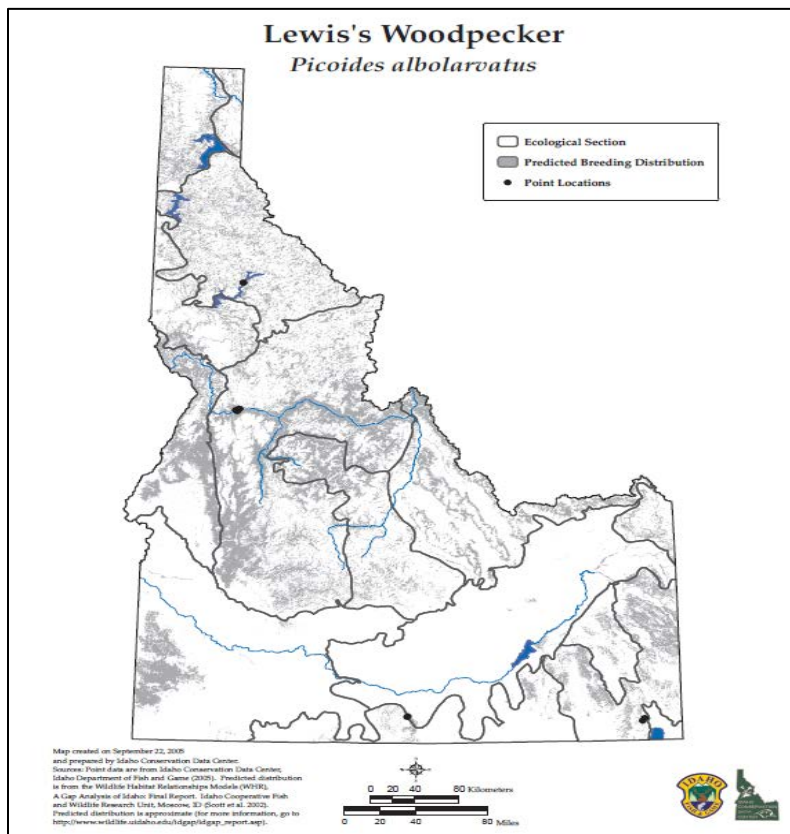 Lewis's Woodpecker
Picoides albolarvatus
Ecological Section
Predicted Breeding Distribution
Point Locations
Map created on September 22, 2005
and prepared by Idaho Conservation Data Center.
Sources: Point data are from Idaho Conservation Data Center,
Idaho Department of Fish and Game (2005). Predicted distribution
is from the Wildlife Habitat Relationships Models (WHR),
A Gap Analysis of Idaho: Final Report. Idaho Cooperative Fish
and Wildlife Research Unit, Moscow, ID (Scott et al. 2002).
Predicted distribution is approximate (for more information, go to
http://www.wildlife.uidaho.edu/idgap/idgap_report.asp).
0 20 40 80 Kilometers
0 20 40 80 Miles
IDAHO
FISH & GAME